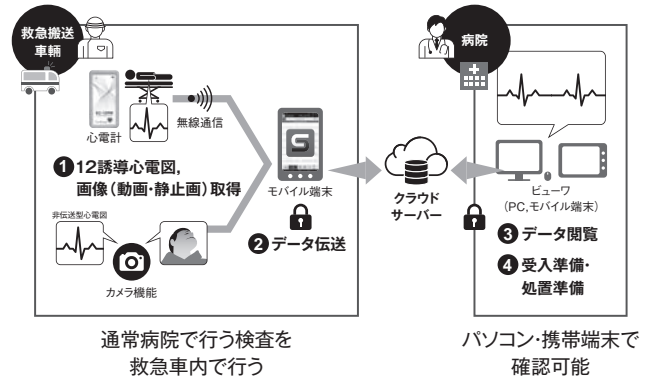 救急搬送
車輌
心電計
無線通信
❶12誘導心電図,
画像(動画・静止画)取得
非伝送型心電図
カメラ機能
S
モバイル端末
❷データ伝送
クラウド
サーバー
病院
ビューワ
(PC,モバイル端末)
❸データ閲覧
❹受入準備・
処置準備
通常病院で行う検査を
救急車内で行う
パソコン・携帯端末で
確認可能